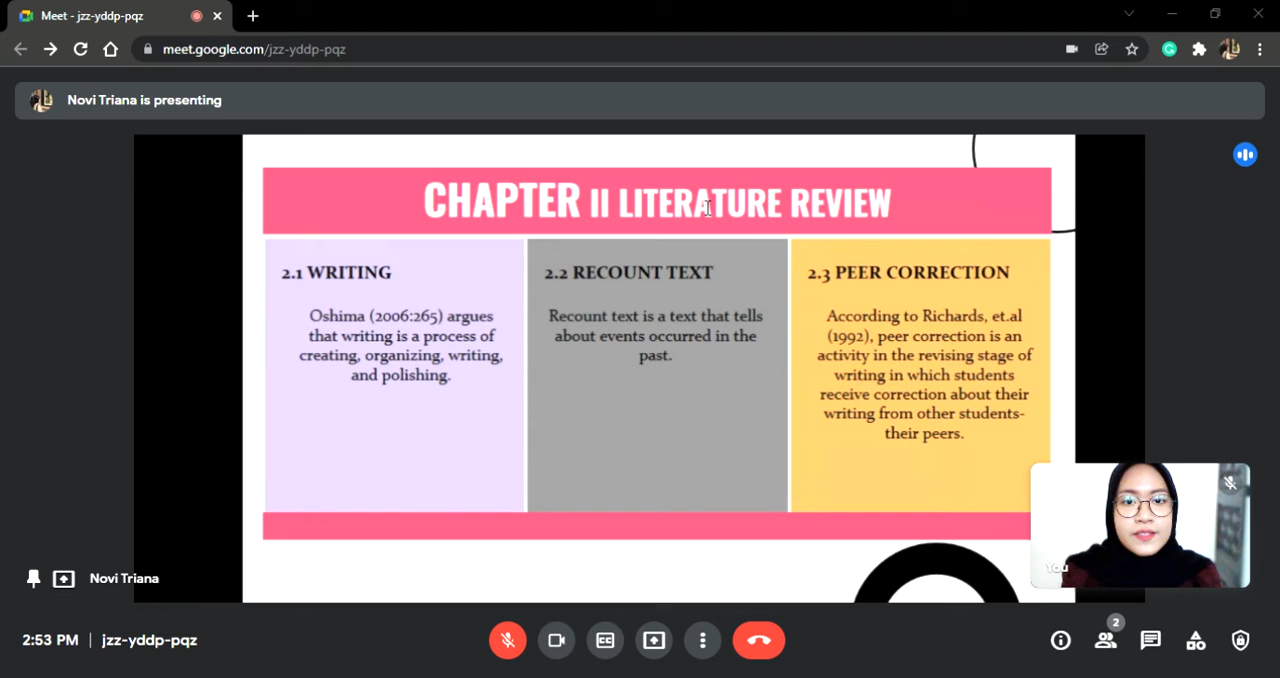 Meet - jzz-yddp-pqz
meet.google.com/jzz-yddp-pqz
Novi Triana is presenting
CHAPTER II LITERATURE REVIEW
2.1 WRITING
Oshima (2006:265) argues
that writing is a process of
creating, organizing, writing,
and polishing.
2.2 RECOUNT TEXT
Recount text is a text that tells
about events occurred in the
past.
2.3 PEER CORRECTION
According to Richards, et.al
(1992), peer correction is an
activity in the revising stage of
writing in which students
receive correction about their
writing from other students-
their peers.
You
Novi Triana
2:53 PM | jzz-yddp-pqz
CC
2